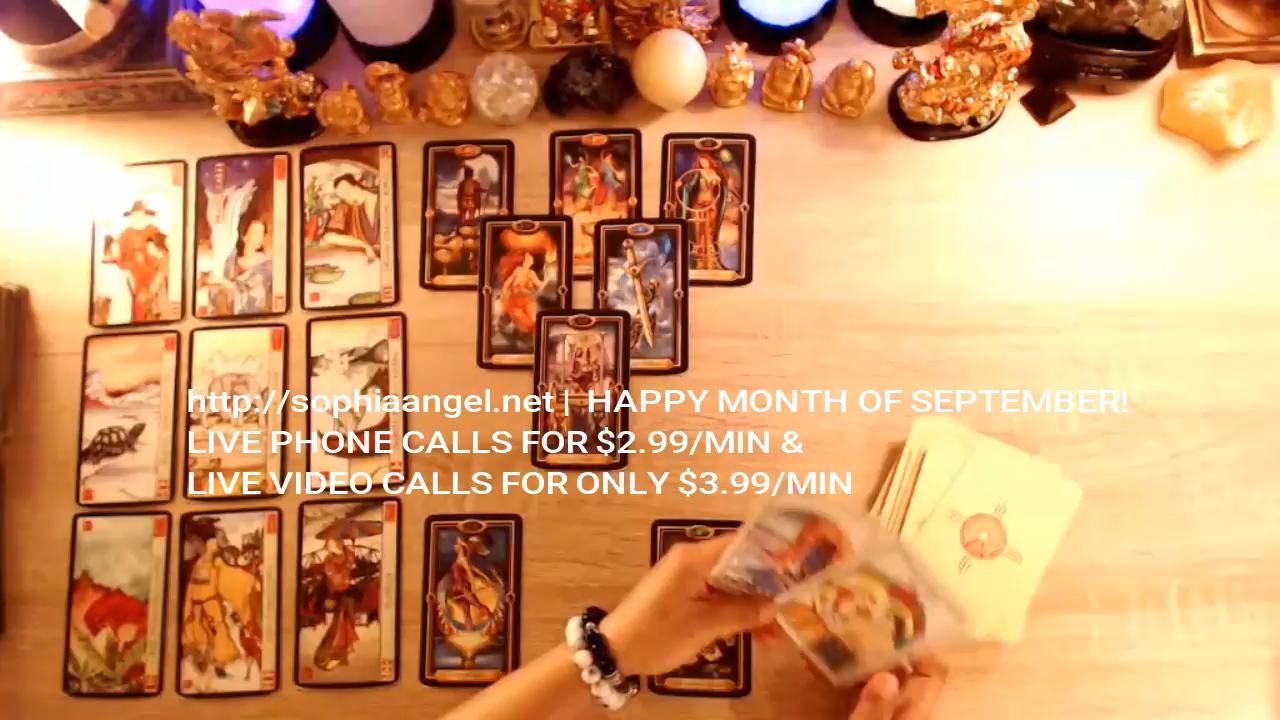 http://sophiaangel.net | HAPPY MONTH OF SEPTEMBER!
LIVE PHONE CALLS FOR $2.99/MIN &
LIVE VIDEO CALLS FOR ONLY $3.99/MIN